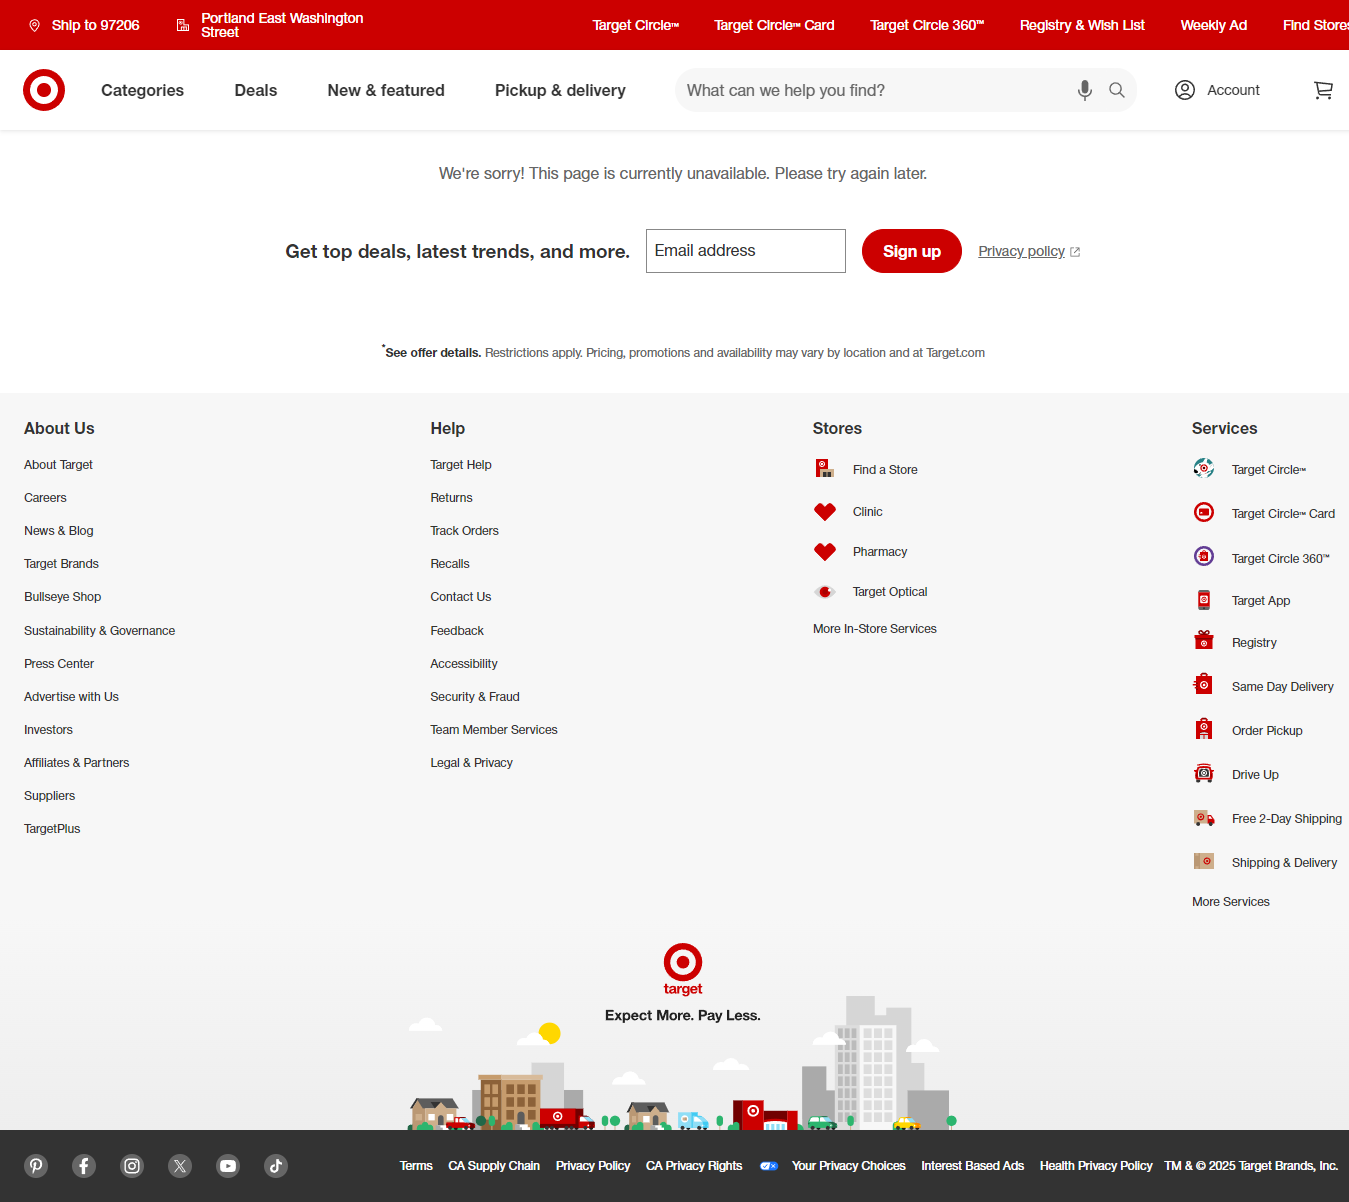 Ship to 97206
Portland East Washington
Street
Target Circle™
Target Circle™ Card
Target Circle 360™
Registry & Wish List
Weekly Ad
Find Stores
Categories
Deals
New & featured
Pickup & delivery
What can we help you find?
Account
We're sorry! This page is currently unavailable. Please try again later.
Get top deals, latest trends, and more.
Email address
Sign up
Privacy policy
*See offer details. Restrictions apply. Pricing, promotions and availability may vary by location and at Target.com
About Us
About Target
Careers
News & Blog
Target Brands
Bullseye Shop
Sustainability & Governance
Press Center
Advertise with Us
Investors
Affiliates & Partners
Suppliers
TargetPlus
Help
Target Help
Returns
Track Orders
Recalls
Contact Us
Feedback
Accessibility
Security & Fraud
Team Member Services
Legal & Privacy
Stores
Find a Store
Clinic
Pharmacy
Target Optical
More In-Store Services
Services
Target Circle™
Target Circle™ Card
Target Circle 360™
Target App
Registry
Same Day Delivery
Order Pickup
Drive Up
Free 2-Day Shipping
Shipping & Delivery
More Services
target
Expect More. Pay Less.
Terms
CA Supply Chain
Privacy Policy
CA Privacy Rights
Your Privacy Choices
Interest Based Ads
Health Privacy Policy
TM & © 2025 Target Brands, Inc.